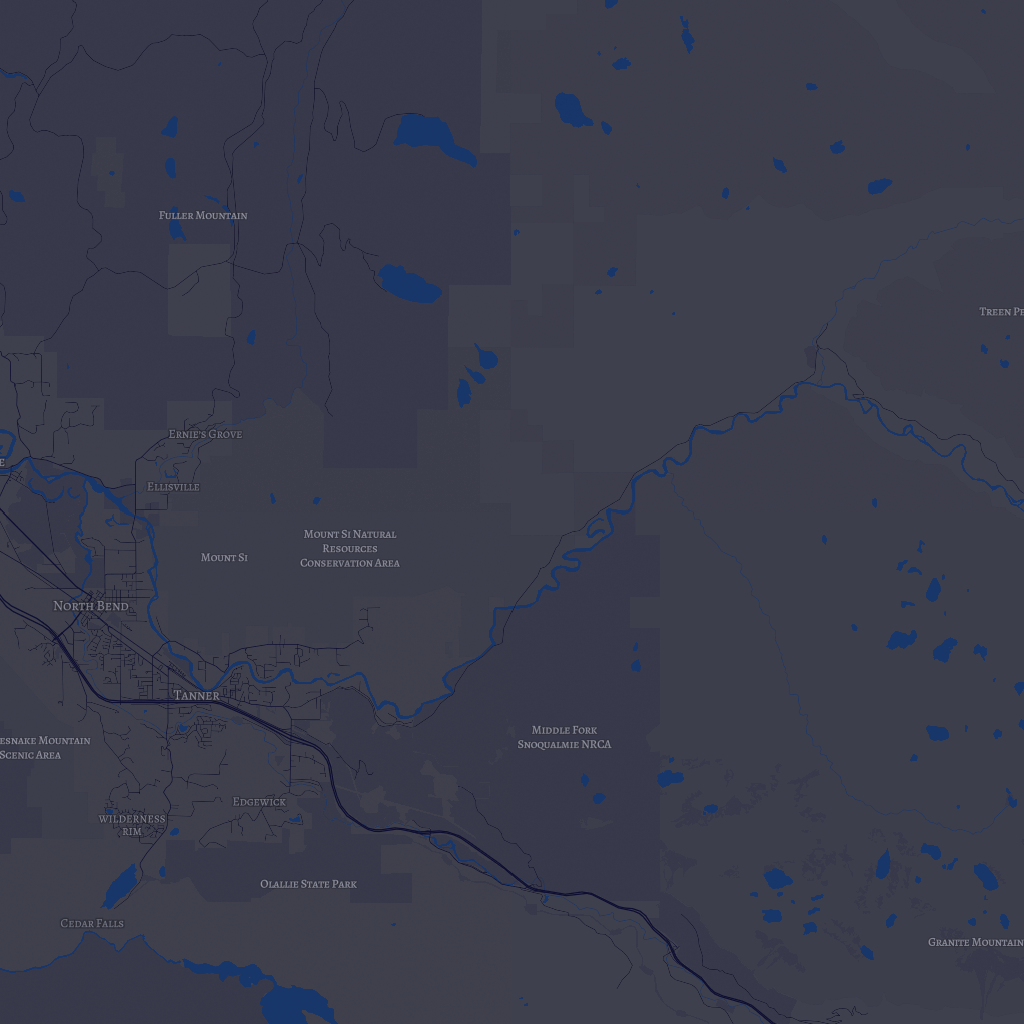 Fuller Mountain
Treen Pe
Ernie's Grove
E
Ellisville
Mount Si Natural
Resources
Conservation Area
Mount Si
North Bend
Tanner
Middle Fork
Snoqualmie NRCA
esnake Mountain
Scenic Area
Edgewick
Wilderness
Rim
Olallie State Park
Cedar Falls
Granite Mountain